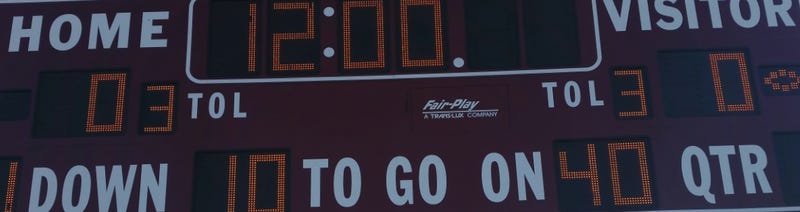 HOME 12:00. VISITOR
0 3 TOL TOL 3 0
Fair-Play
A TRANS-LUX COMPANY
1 DOWN 10 TO GO ON 40 QTR